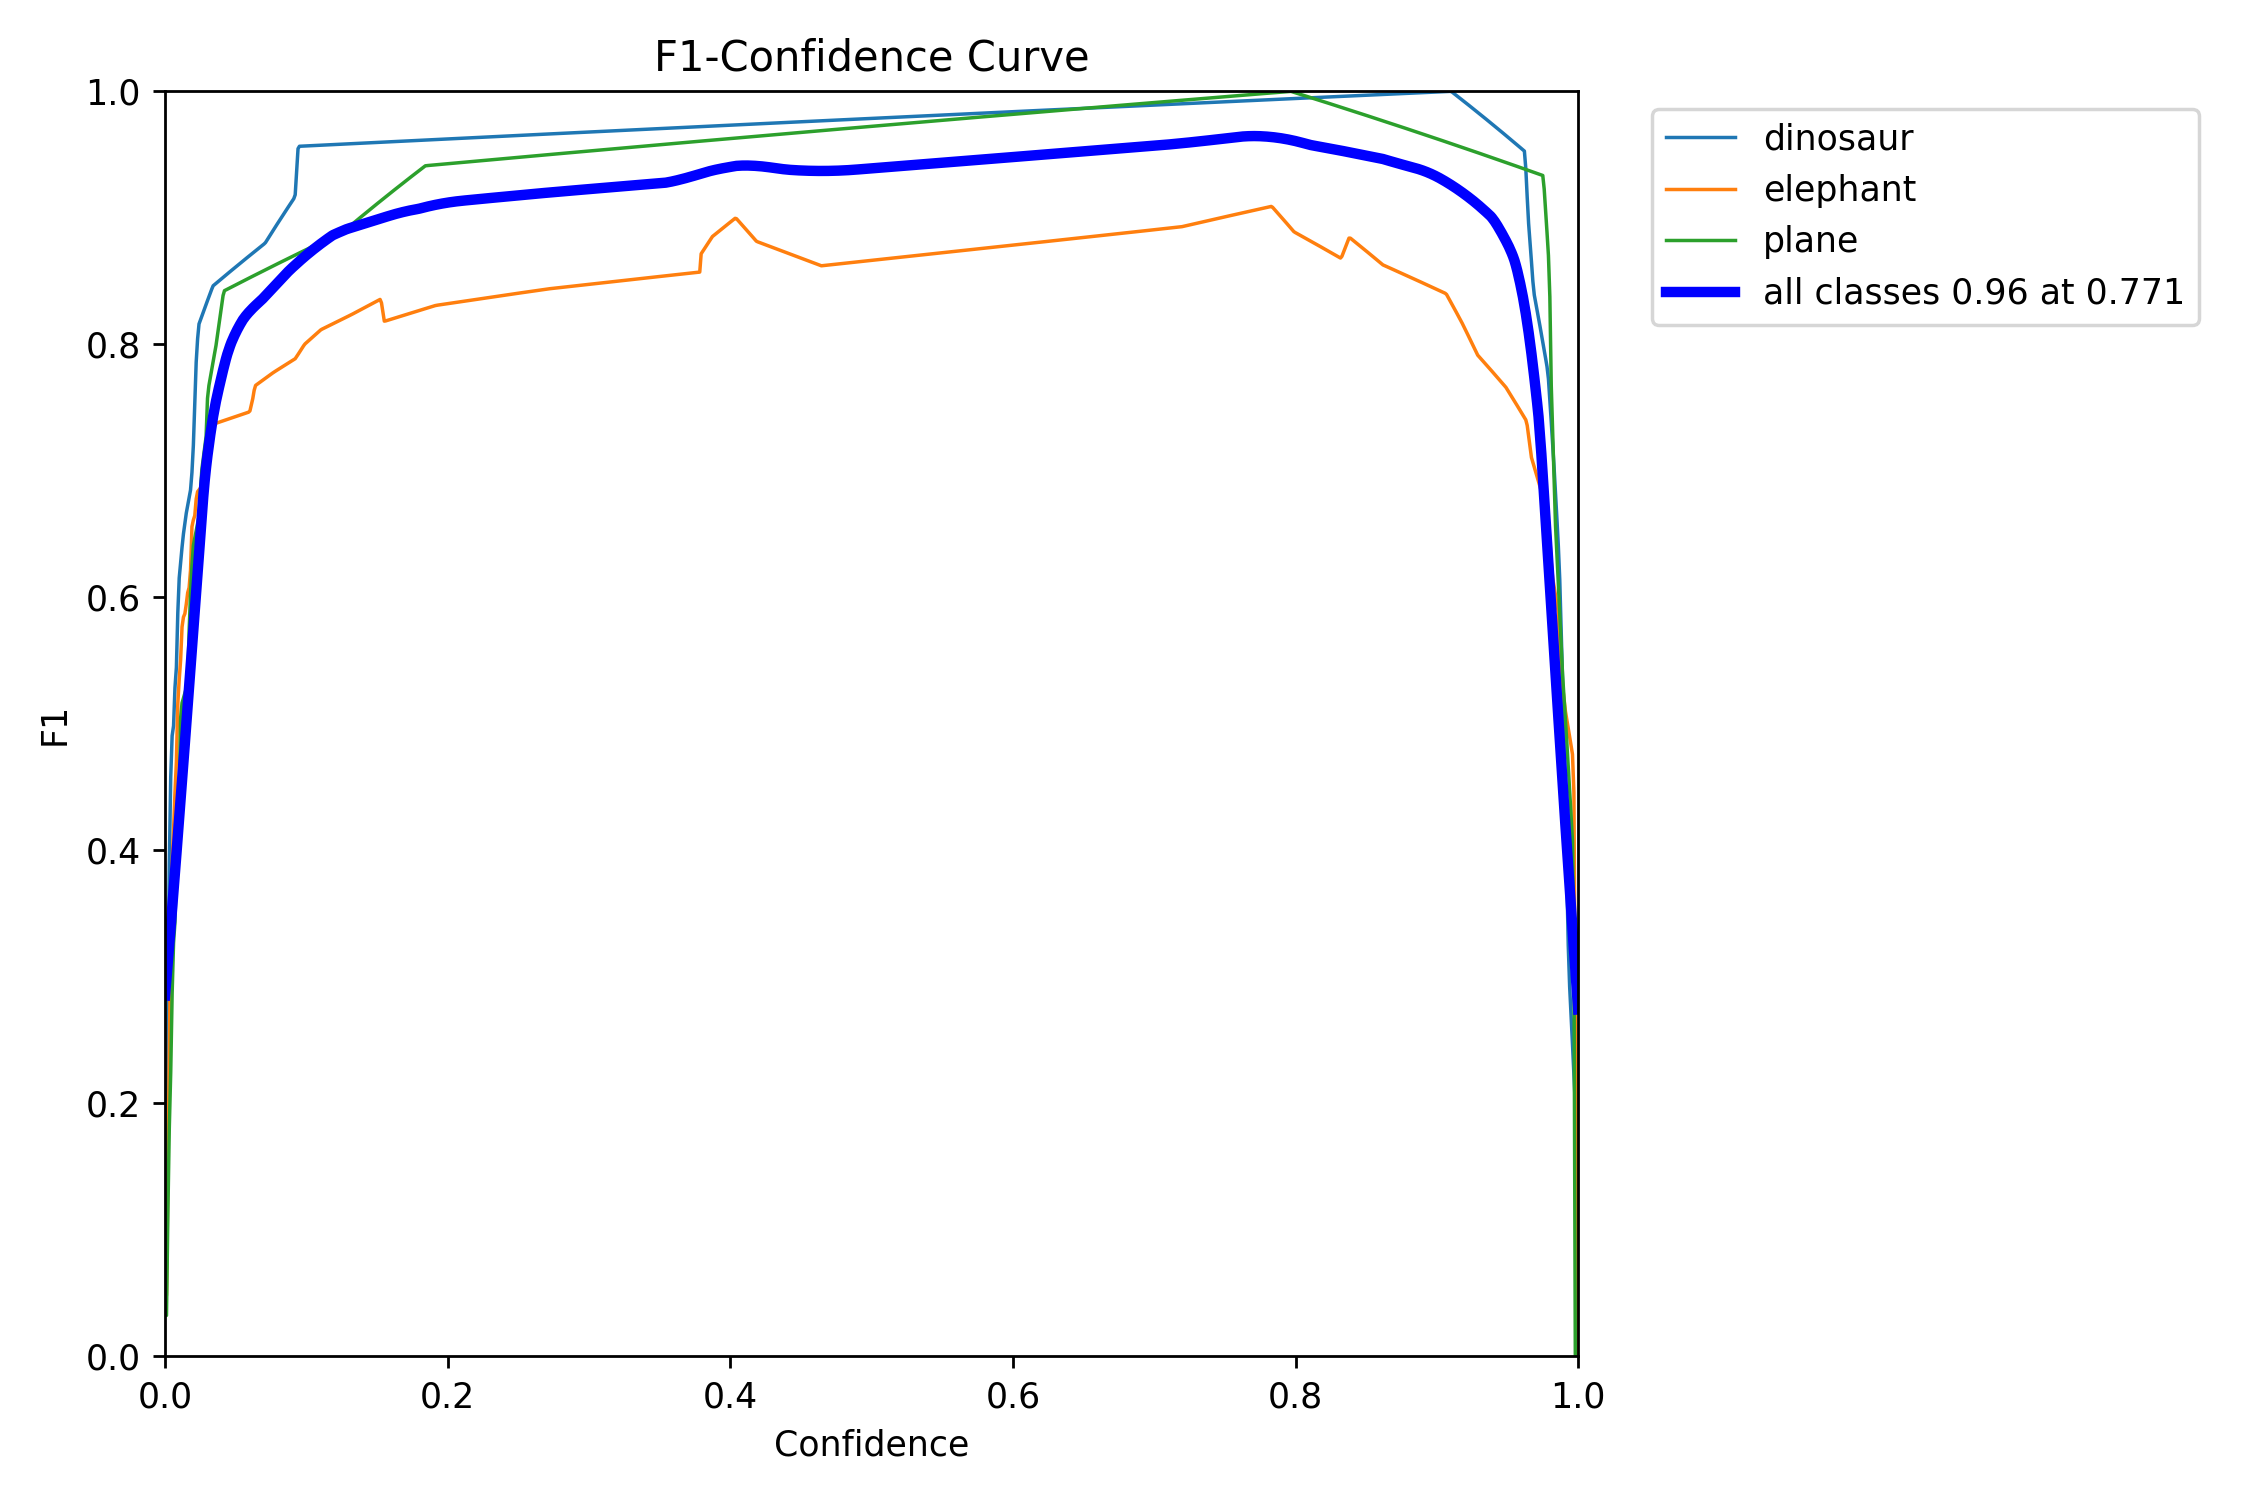 F1-Confidence Curve
1.0
0.8
0.6
0.4
0.2
0.0
F1
0.0 0.2 0.4 0.6 0.8 1.0
Confidence
dinosaur
elephant
plane
all classes 0.96 at 0.771